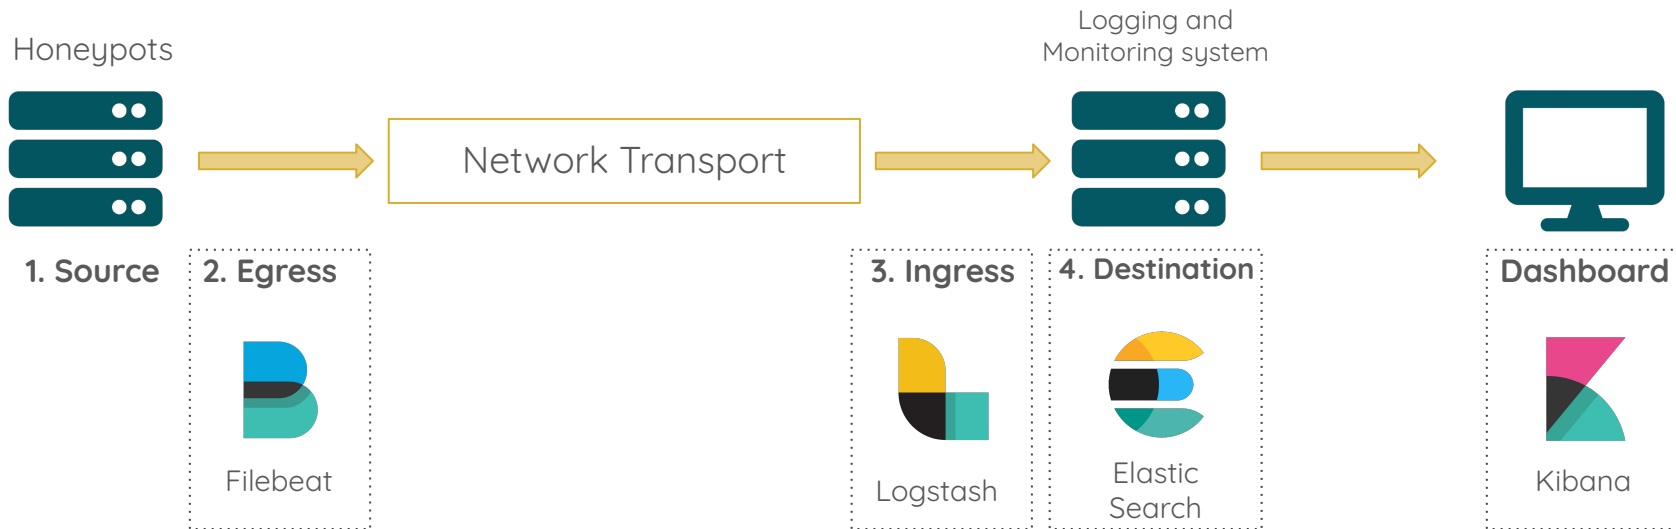 Honeypots
Network Transport
Logging and
Monitoring system
1. Source
2. Egress
3. Ingress
4. Destination
Dashboard
Filebeat
Logstash
Elastic
Search
Kibana